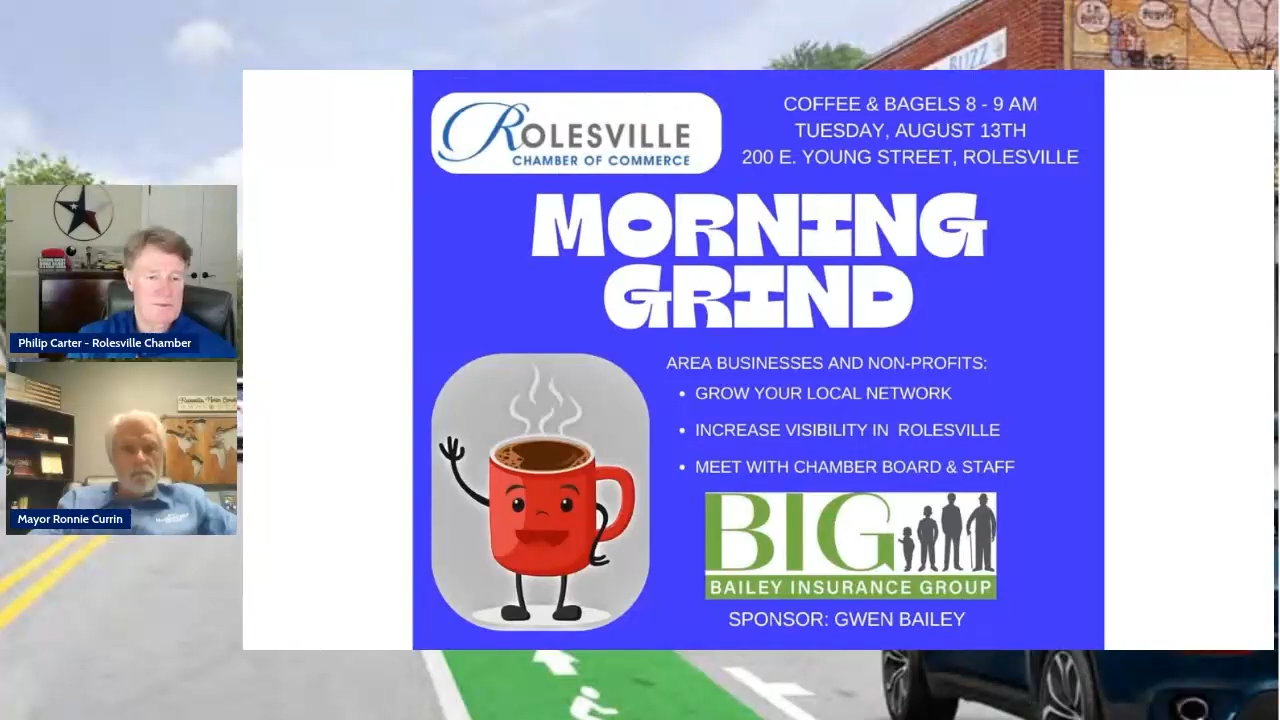 BUZZ
ROLESVILLE
CHAMBER OF COMMERCE
COFFEE & BAGELS 8 - 9 AM
TUESDAY, AUGUST 13TH
200 E. YOUNG STREET, ROLESVILLE
MORNING
GRIND
AREA BUSINESSES AND NON-PROFITS:
• GROW YOUR LOCAL NETWORK
• INCREASE VISIBILITY IN ROLESVILLE
• MEET WITH CHAMBER BOARD & STAFF
BIG
BAILEY INSURANCE GROUP
SPONSOR: GWEN BAILEY
Philip Carter - Rolesville Chamber
Mayor Ronnie Currin